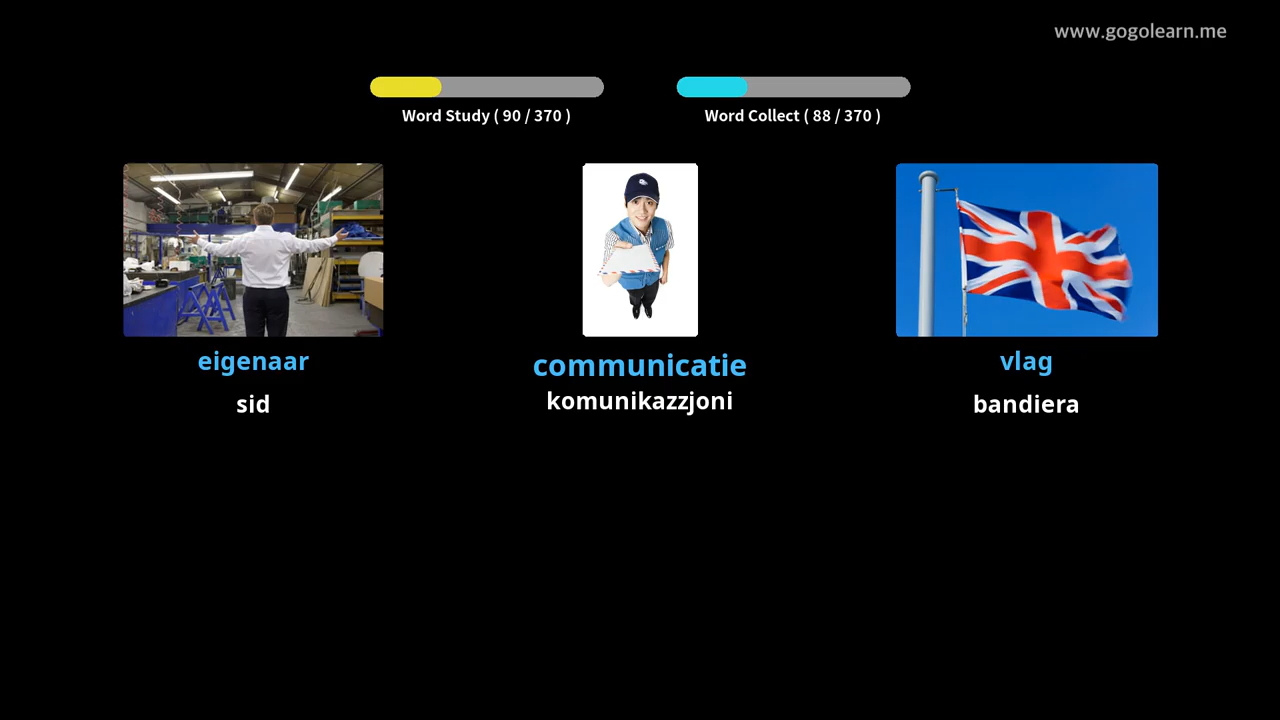 www.gogolearn.me
Word Study ( 90 / 370 )
Word Collect ( 88 / 370 )
eigenaar
sid
communicatie
komunikazzjoni
vlag
bandiera